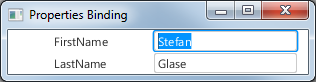 Properties Binding
FirstName Stefan
LastName Glase